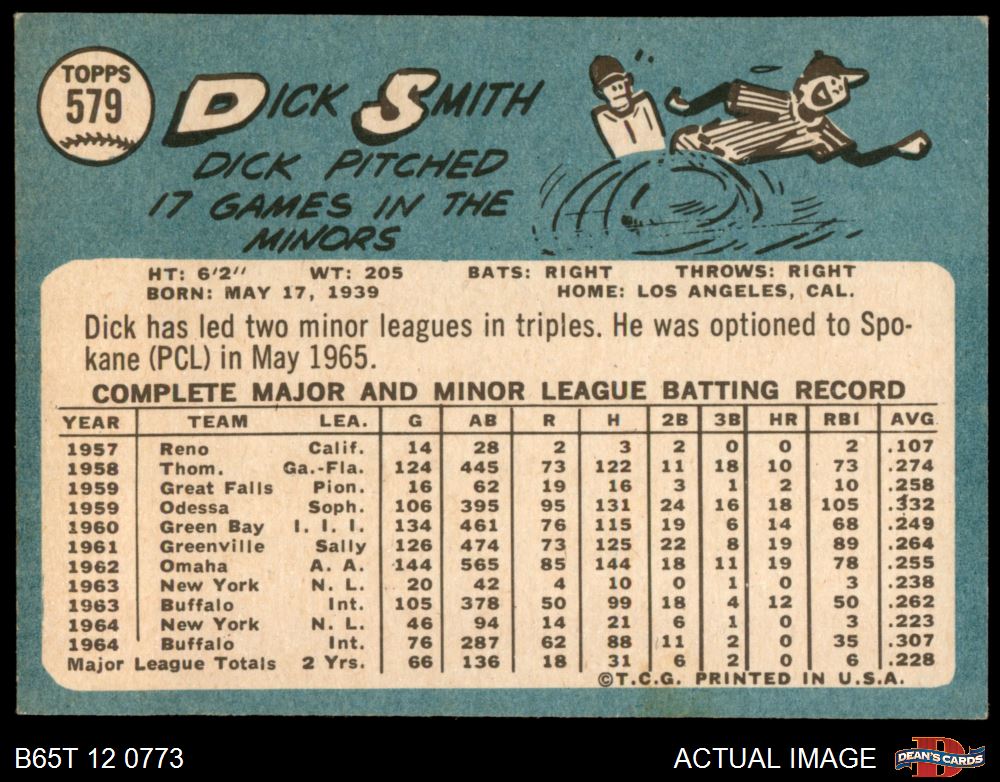 TOPPS
579
DICK SMITH
DICK PITCHED
17 GAMES IN THE
MINORS
HT: 6'2" WT: 205 BATS: RIGHT THROWS: RIGHT
BORN: MAY 17, 1939 HOME: LOS ANGELES, CAL.
Dick has led two minor leagues in triples. He was optioned to Spo-
kane (PCL) in May 1965.
COMPLETE MAJOR AND MINOR LEAGUE BATTING RECORD
YEAR TEAM LEA. G AB R H 2B 3B HR RBI AVG.
1957 Reno Calif. 14 28 2 3 2 0 0 2 .107
1958 Thom. Ga.-Fla. 124 445 73 122 11 18 10 73 .274
1959 Great Falls Pion. 16 62 19 16 3 1 2 10 .258
1959 Odessa Soph. 106 395 95 131 24 16 18 105 .332
1960 Green Bay I. I. I. 134 461 76 115 19 6 14 68 .249
1961 Greenville Sally 126 474 73 125 22 8 19 89 .264
1962 Omaha A. A. 144 565 85 144 18 11 19 78 .255
1963 New York N. L. 20 42 4 10 0 1 0 3 .238
1963 Buffalo Int. 105 378 50 99 18 4 12 50 .262
1964 New York N. L. 46 94 14 21 6 1 0 3 .223
1964 Buffalo Int. 76 287 62 88 11 2 0 35 .307
Major League Totals 2 Yrs. 66 136 18 31 6 2 0 6 .228
©T.C.G. PRINTED IN U.S.A.
B65T 12 0773 ACTUAL IMAGE
D
DEAN'S CARDS